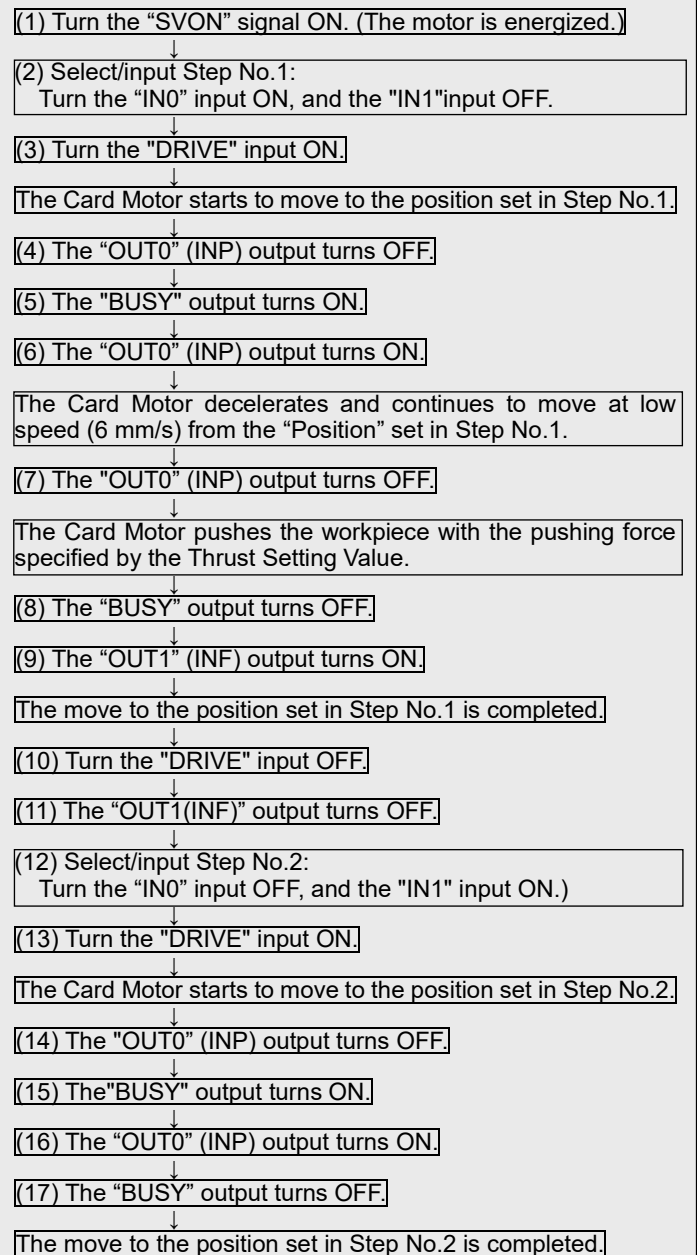 (1) Turn the “SVON” signal ON. (The motor is energized.)
↓
(2) Select/input Step No.1:
Turn the “IN0” input ON, and the "IN1"input OFF.
↓
(3) Turn the "DRIVE" input ON.
↓
The Card Motor starts to move to the position set in Step No.1.
↓
(4) The “OUT0” (INP) output turns OFF.
↓
(5) The "BUSY" output turns ON.
↓
(6) The “OUT0” (INP) output turns ON.
↓
The Card Motor decelerates and continues to move at low
speed (6 mm/s) from the “Position” set in Step No.1.
↓
(7) The "OUT0” (INP) output turns OFF.
↓
The Card Motor pushes the workpiece with the pushing force
specified by the Thrust Setting Value.
↓
(8) The “BUSY” output turns OFF.
↓
(9) The “OUT1” (INF) output turns ON.
↓
The move to the position set in Step No.1 is completed.
↓
(10) Turn the "DRIVE" input OFF.
↓
(11) The “OUT1(INF)” output turns OFF.
↓
(12) Select/input Step No.2:
Turn the “IN0” input OFF, and the "IN1" input ON.)
↓
(13) Turn the "DRIVE" input ON.
↓
The Card Motor starts to move to the position set in Step No.2.
↓
(14) The "OUT0” (INP) output turns OFF.
↓
(15) The"BUSY" output turns ON.
↓
(16) The “OUT0” (INP) output turns ON.
↓
(17) The “BUSY” output turns OFF.
↓
The move to the position set in Step No.2 is completed.